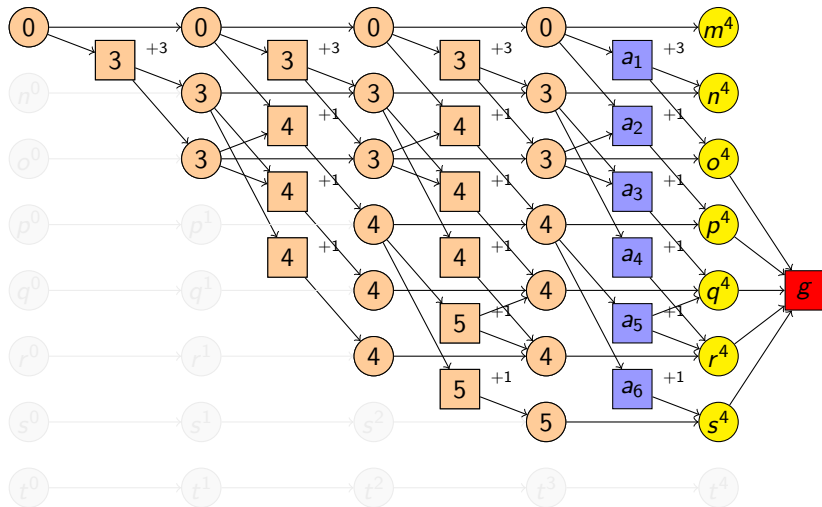 0 0 0 0 m⁴
+3 +3 +3 +3
3 3 3 a₁
n⁰ 3 3 3 n⁴
+1 +1 +1
4 4 a₂
o⁰ 3 3 3 o⁴
+1 +1 +1
4 4 a₃
p⁰ p¹ 4 4 p⁴
+1 +1 +1
4 4 a₄
q⁰ q¹ 4 4 q⁴ g
+1 +1
5 a₅
r⁰ r¹ 4 4 r⁴
+1 +1
5 a₆
s⁰ s¹ s² 5 s⁴
t⁰ t¹ t² t³ t⁴